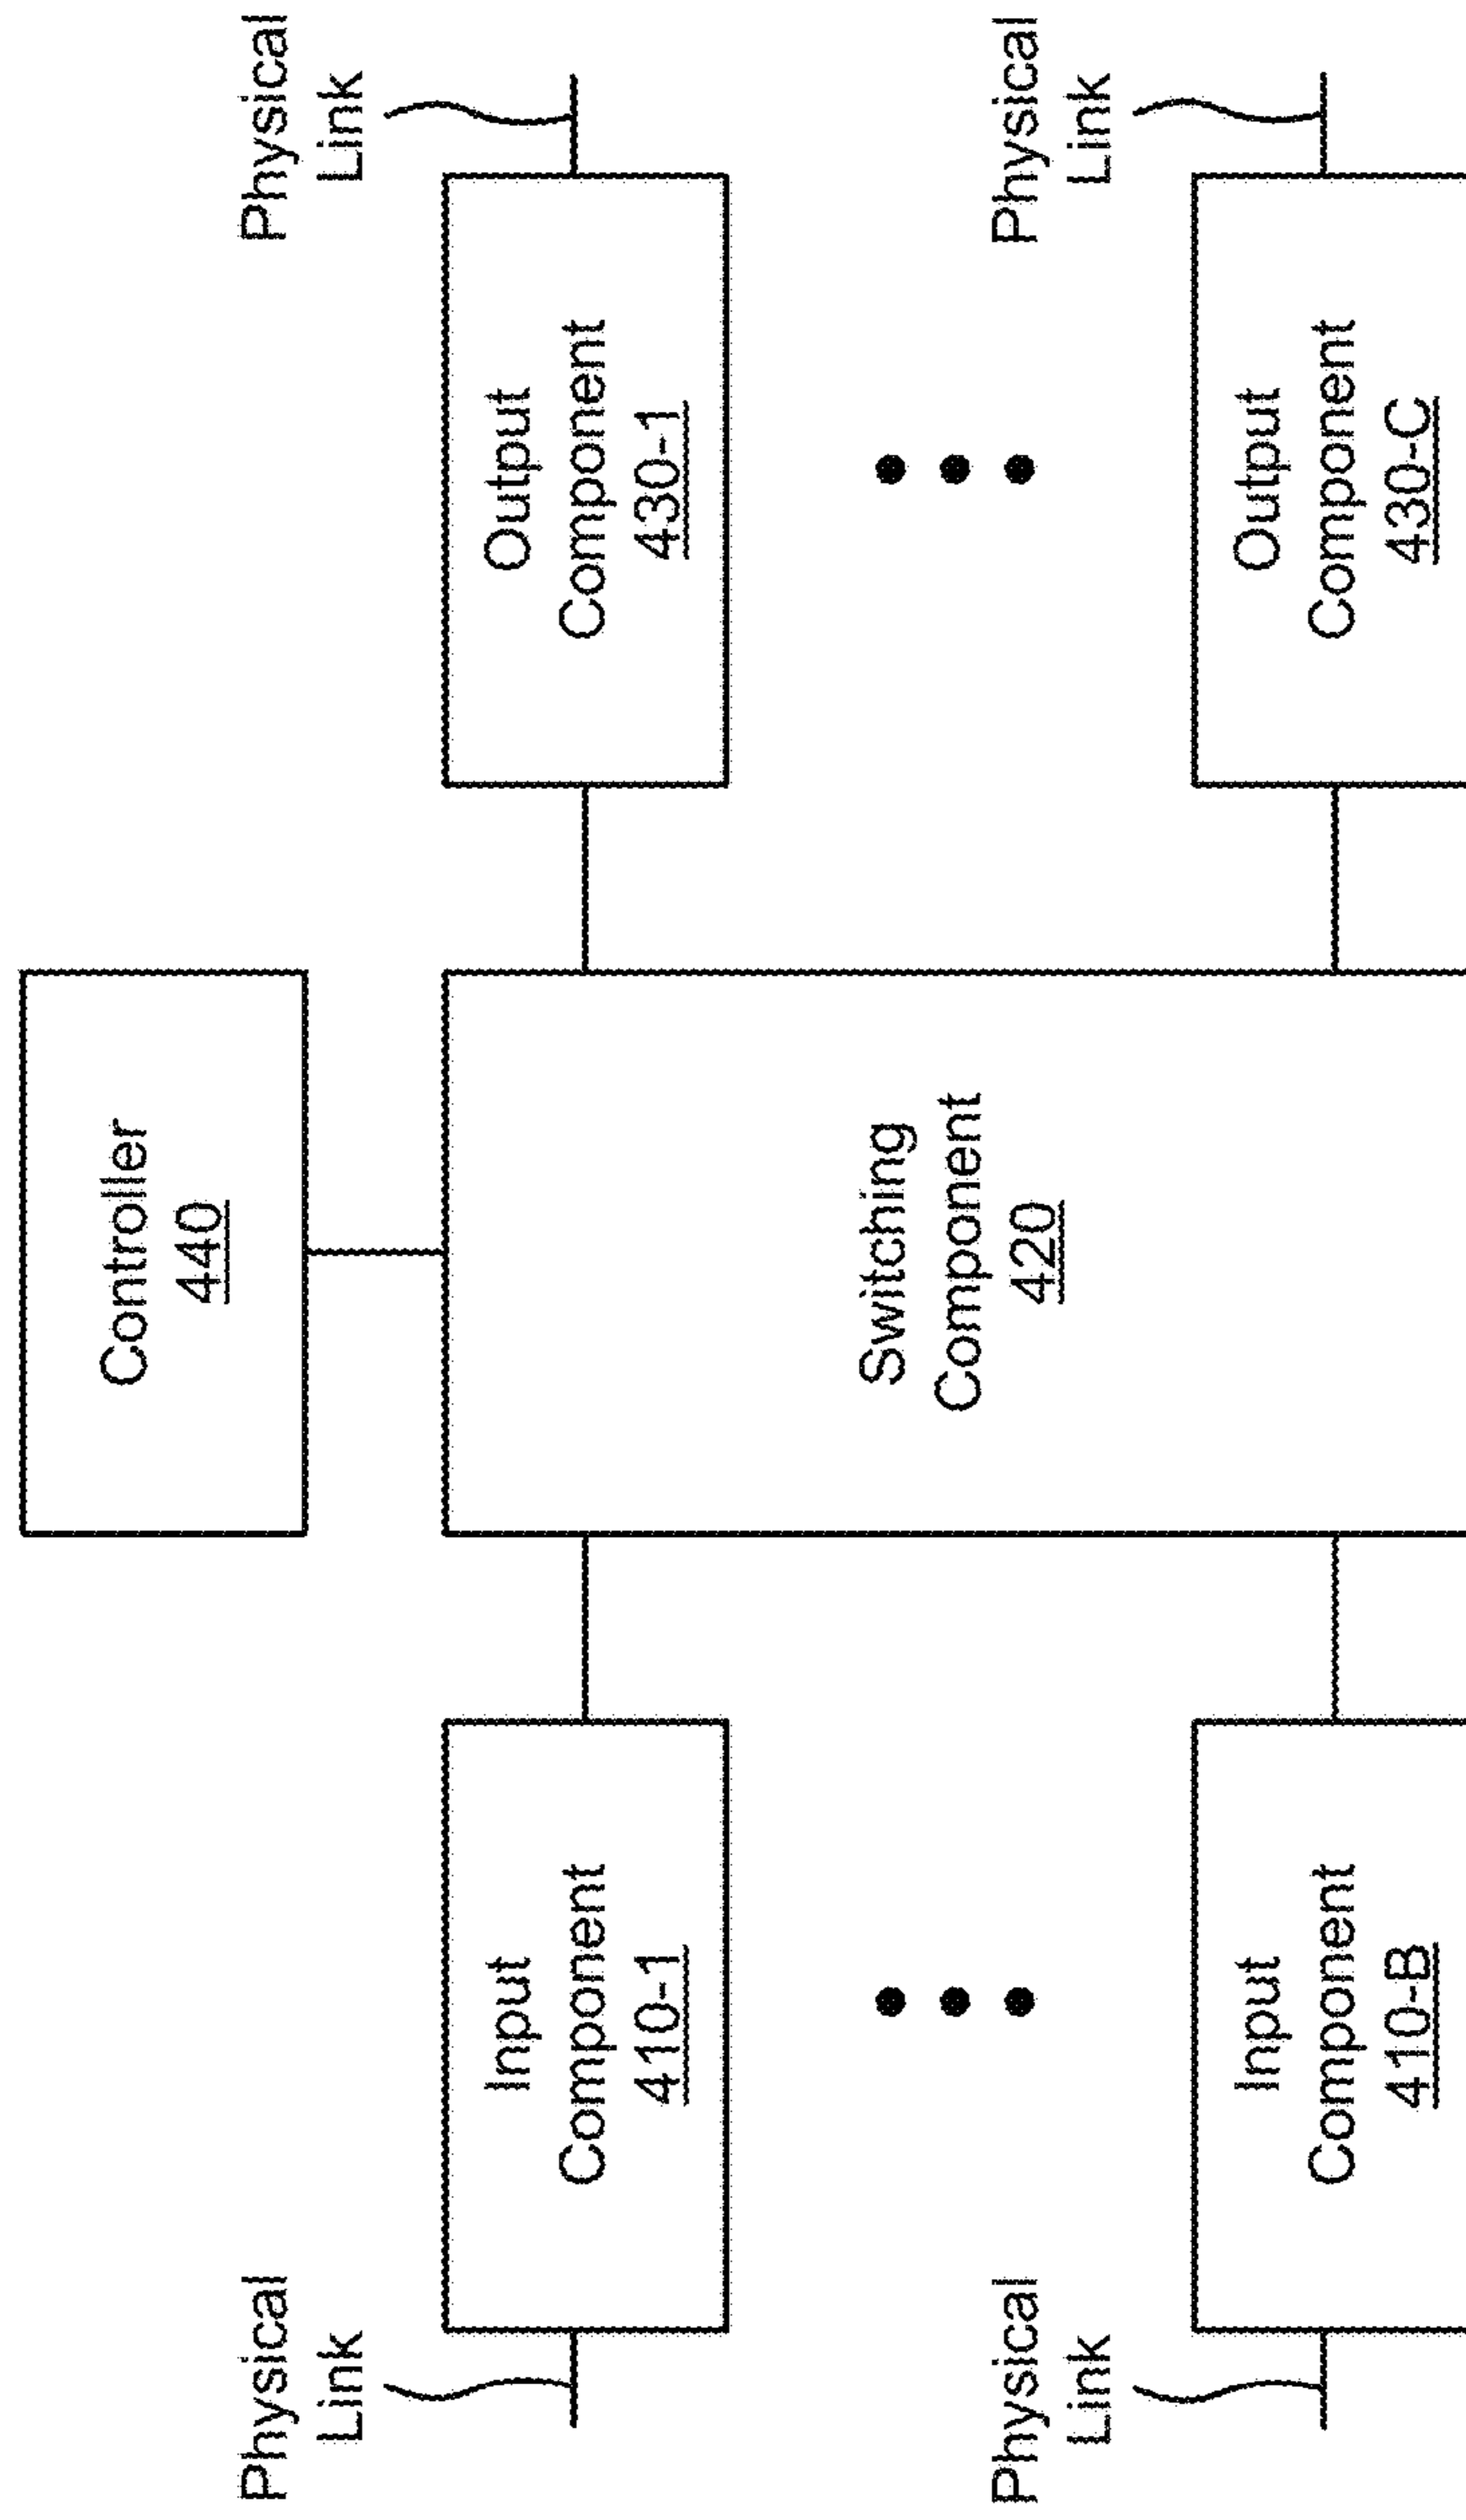 Controller
440
Physical
Link
Physical
Link
Input
Component
410-1
Output
Component
430-1
Switching
Component
420
Physical
Link
Physical
Link
Input
Component
410-B
Output
Component
430-C